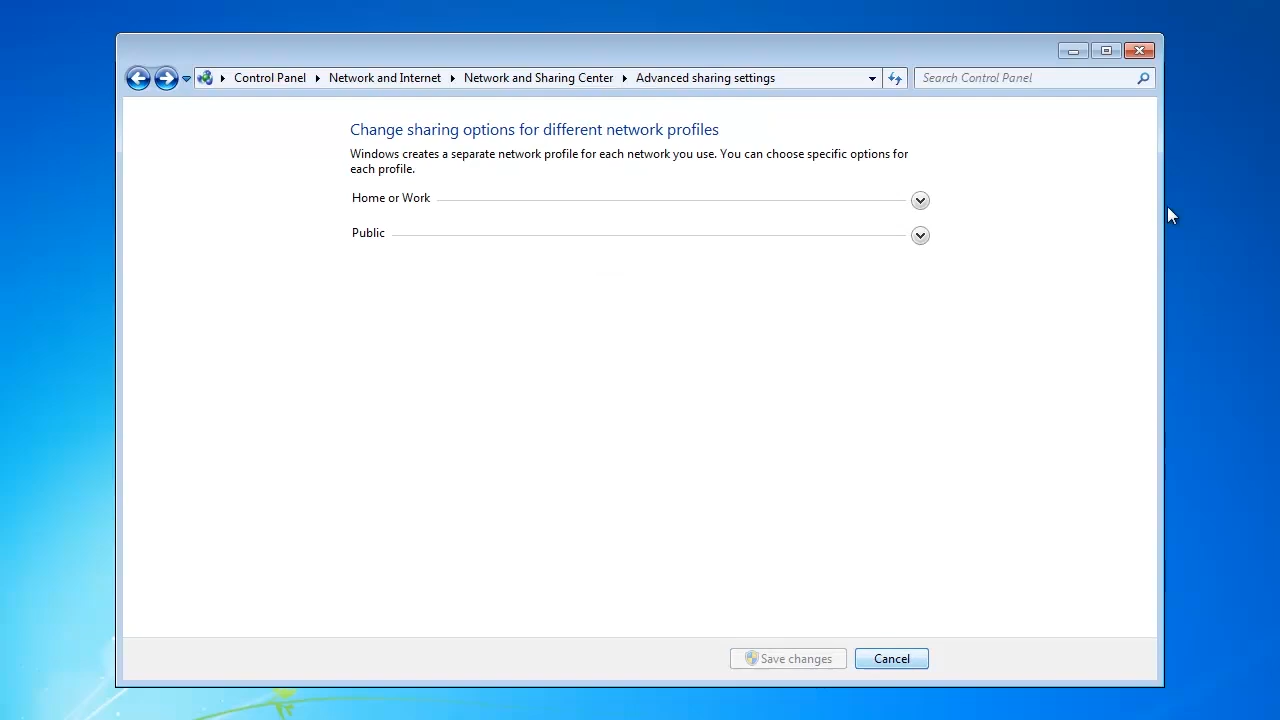 Control Panel Network and Internet Network and Sharing Center Advanced sharing settings Search Control Panel
Change sharing options for different network profiles
Windows creates a separate network profile for each network you use. You can choose specific options for
each profile.
Home or Work
Public
Save changes Cancel